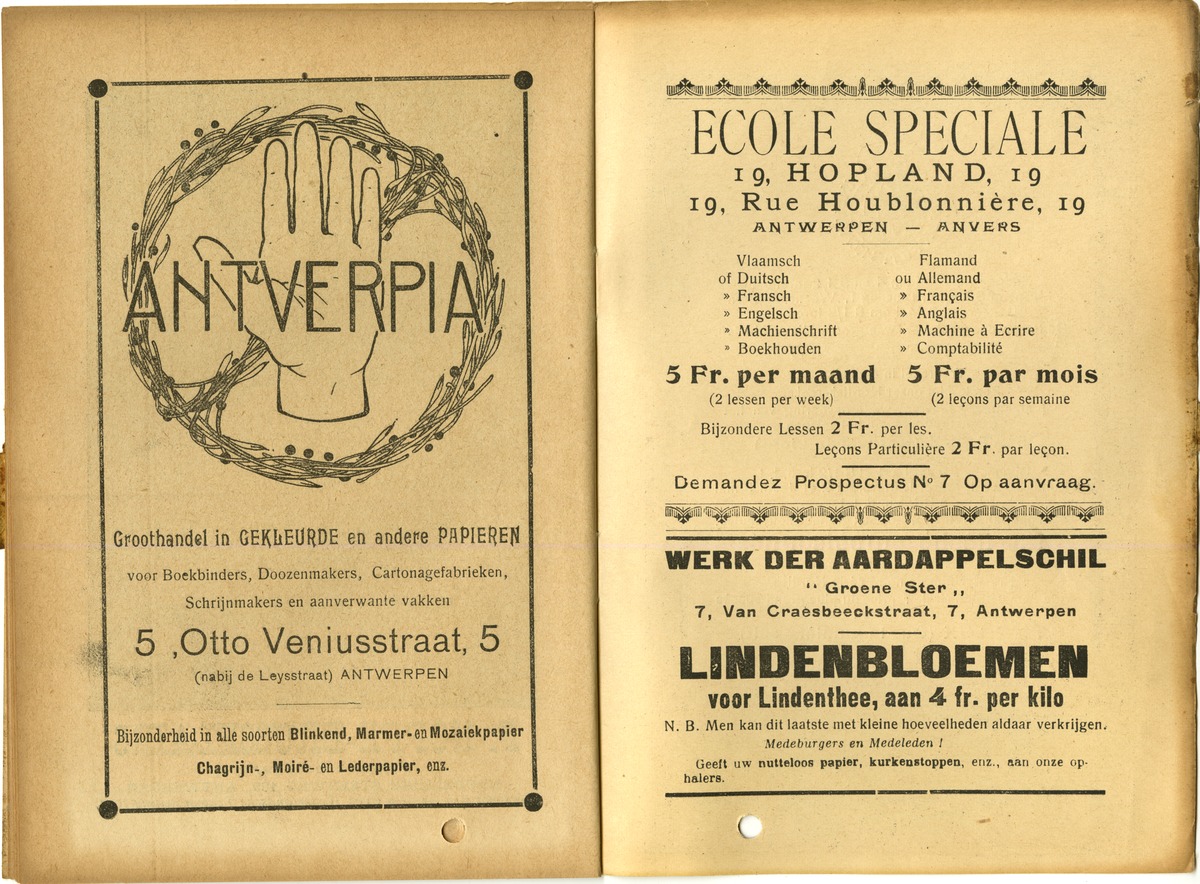 ANTVERPIA
Groothandel in GEKLEURDE en andere PAPIEREN
voor Boekbinders, Doozenmakers, Cartonagefabrieken,
Schrijnmakers en aanverwante vakken
5 ,Otto Veniusstraat, 5
(nabij de Leysstraat) ANTWERPEN
Bijzonderheid in alle soorten Blinkend, Marmer- en Mozaiekpapier
Chagrijn-, Moiré- en Lederpapier, enz.
ECOLE SPECIALE
19, HOPLAND, 19
19, Rue Houblonnière, 19
ANTWERPEN — ANVERS
Vlaamsch Flamand
of Duitsch ou Allemand
» Fransch » Français
» Engelsch » Anglais
» Machienschrift » Machine à Ecrire
» Boekhouden » Comptabilité
5 Fr. per maand 5 Fr. par mois
(2 lessen per week) (2 leçons par semaine
Bijzondere Lessen 2 Fr. per les.
Leçons Particulière 2 Fr. par leçon.
Demandez Prospectus Nº 7 Op aanvraag.
WERK DER AARDAPPELSCHIL
“ Groene Ster „
7, Van Craesbeeckstraat, 7, Antwerpen
LINDENBLOEMEN
voor Lindenthee, aan 4 fr. per kilo
N. B. Men kan dit laatste met kleine hoeveelheden aldaar verkrijgen.
Medeburgers en Medeleden !
Geeft uw nutteloos papier, kurkenstoppen, enz., aan onze op-
halers.